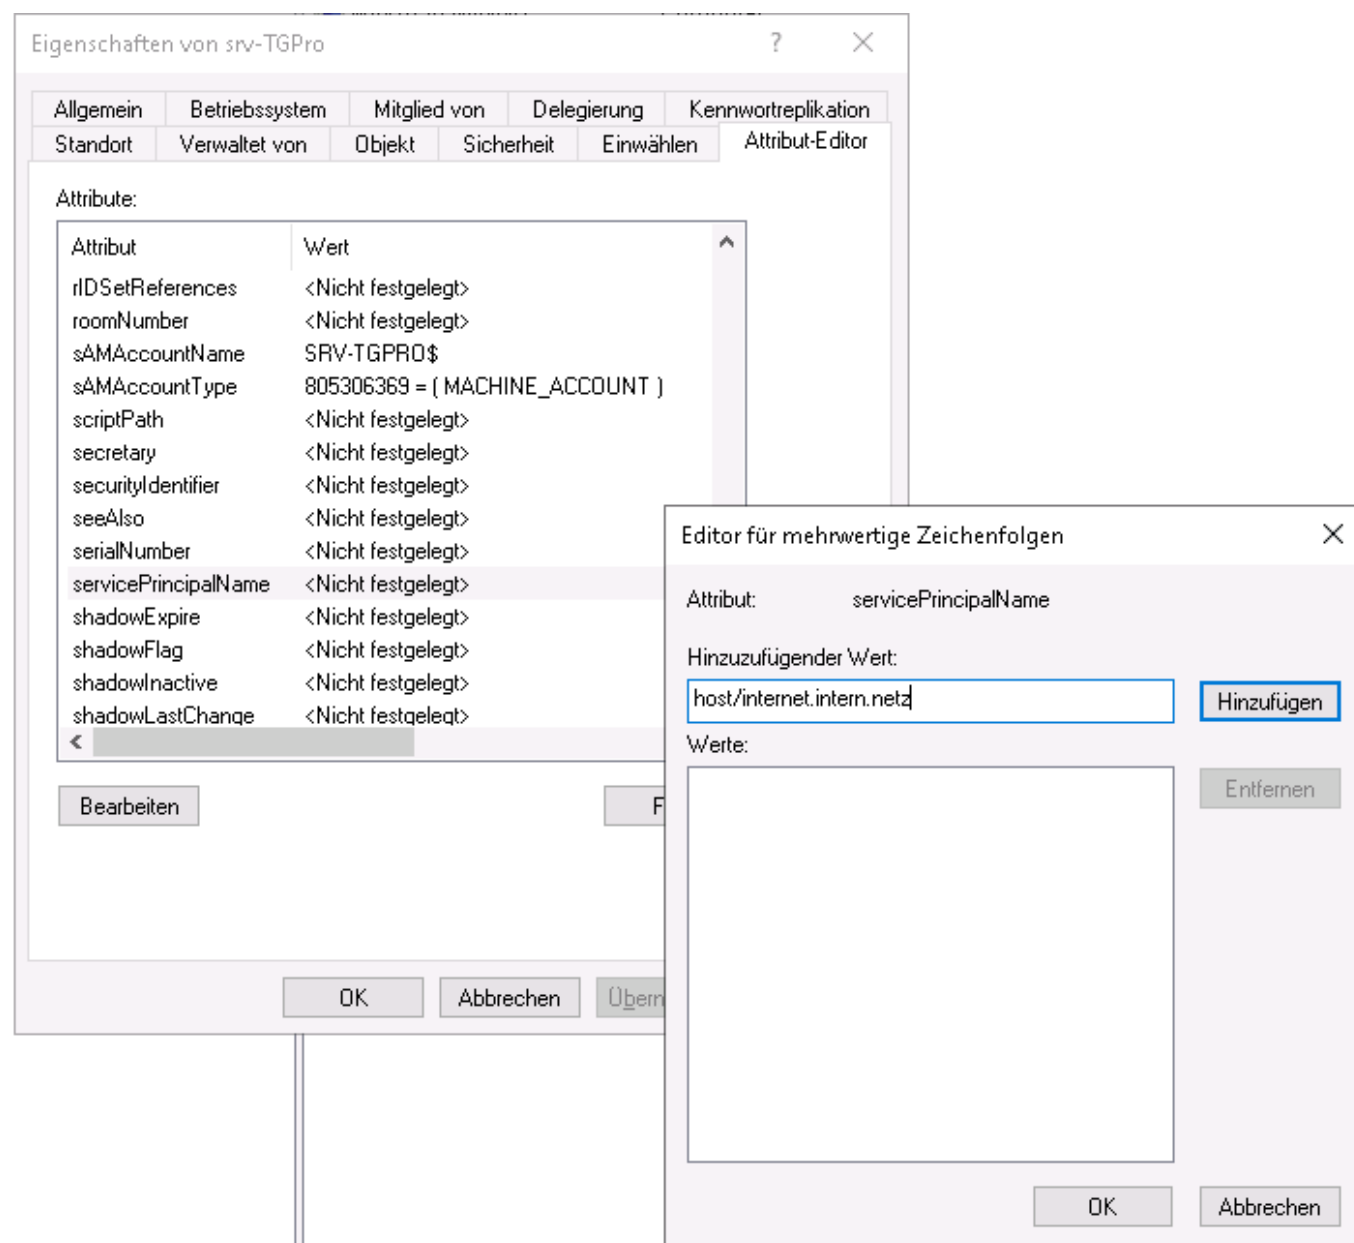 Eigenschaften von srv-TGPro
Allgemein Betriebssystem Mitglied von Delegierung Kennwortreplikation
Standort Verwaltet von Objekt Sicherheit Einwählen Attribut-Editor
Attribute:
Attribut Wert
rIDSetReferences <Nicht festgelegt>
roomNumber <Nicht festgelegt>
sAMAccountName SRV-TGPRO$
sAMAccountType 805306369 = ( MACHINE_ACCOUNT )
scriptPath <Nicht festgelegt>
secretary <Nicht festgelegt>
securityIdentifier <Nicht festgelegt>
seeAlso <Nicht festgelegt>
serialNumber <Nicht festgelegt>
servicePrincipalName <Nicht festgelegt>
shadowExpire <Nicht festgelegt>
shadowFlag <Nicht festgelegt>
shadowInactive <Nicht festgelegt>
shadowLastChange <Nicht festgelegt>
Bearbeiten F
OK Abbrechen Übern
Editor für mehrwertige Zeichenfolgen
Attribut: servicePrincipalName
Hinzuzufügender Wert:
host/internet.intern.netz
Hinzufügen
Werte:
Entfernen
OK Abbrechen